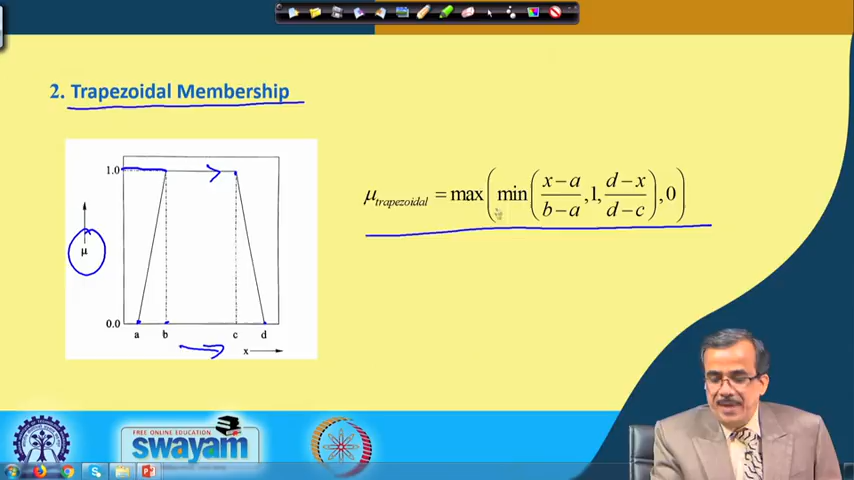 2. Trapezoidal Membership
1.0
μ
0.0
a b c d
x
μtrapezoidal = max(min(x−a/b−a,1,d−x/d−c),0)
FREE ONLINE EDUCATION
swayam